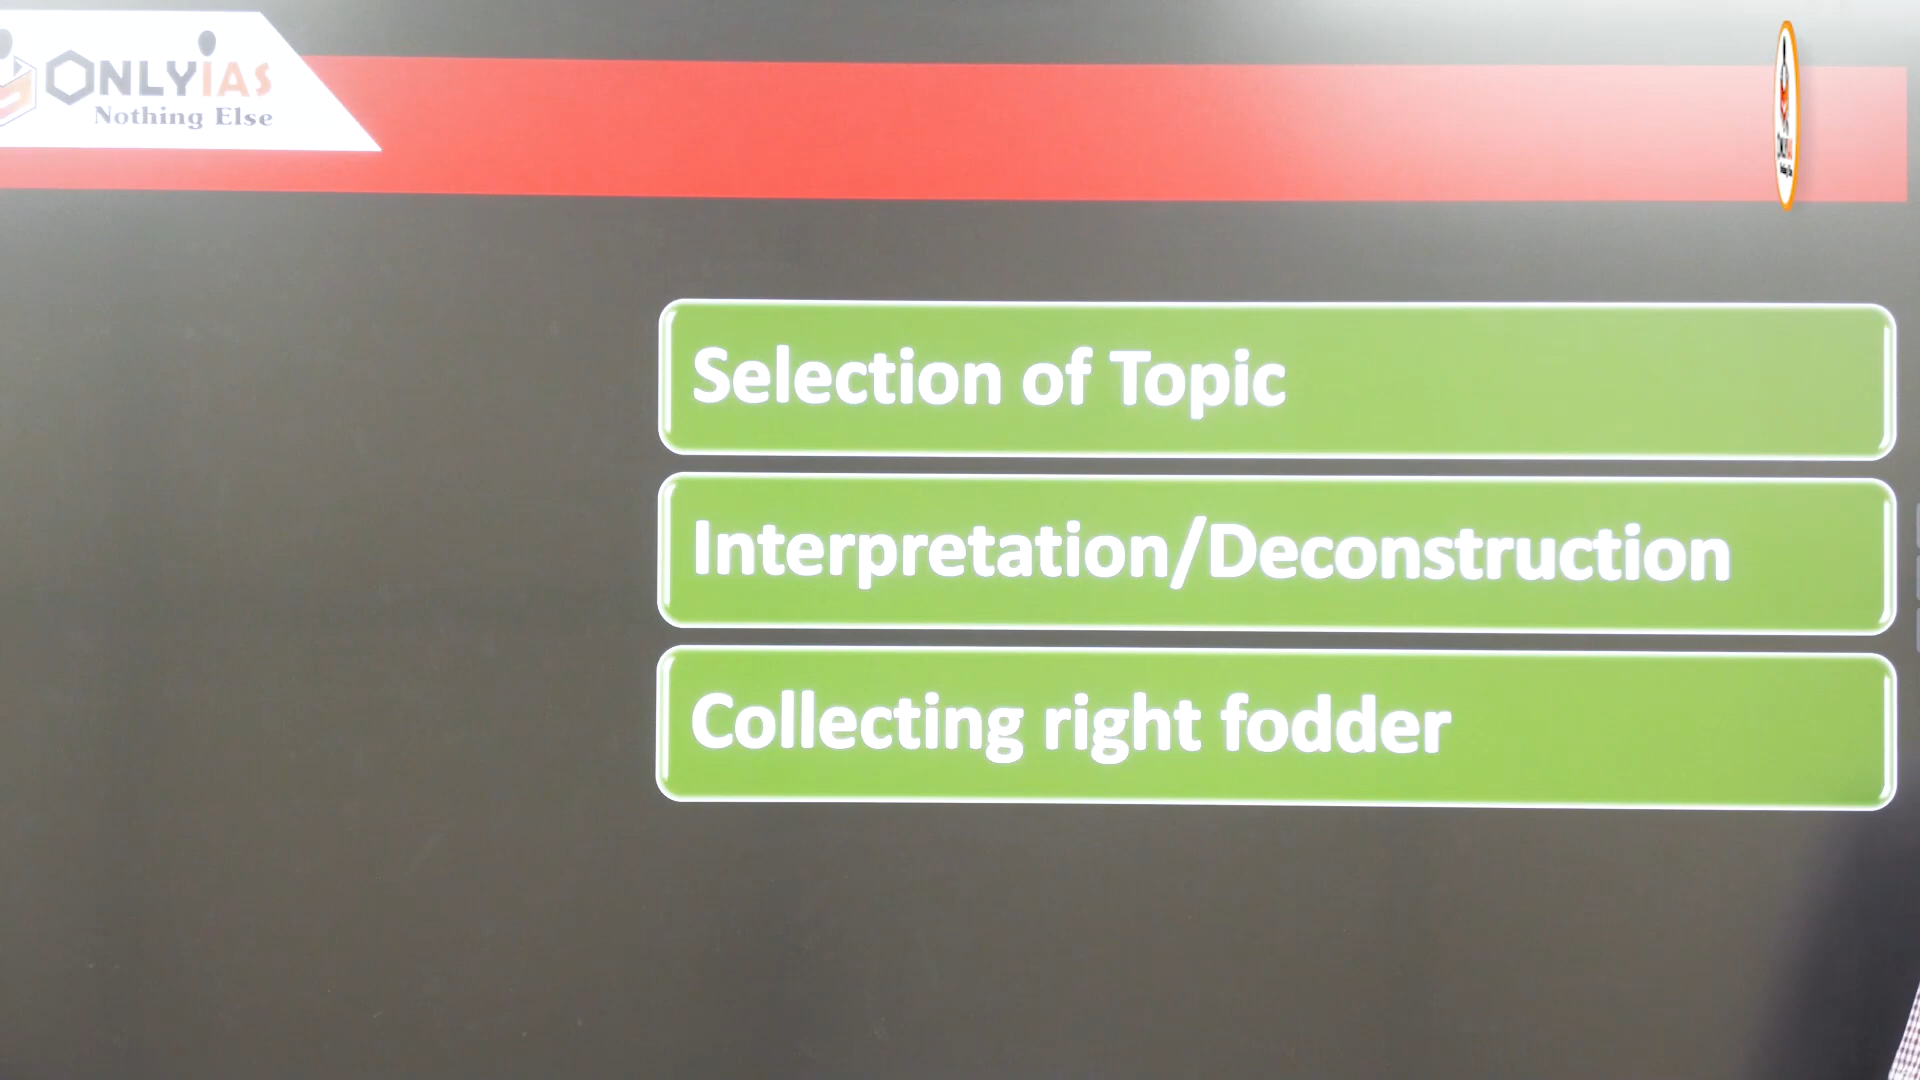 ONLYIAS
Nothing Else
Selection of Topic
Interpretation/Deconstruction
Collecting right fodder